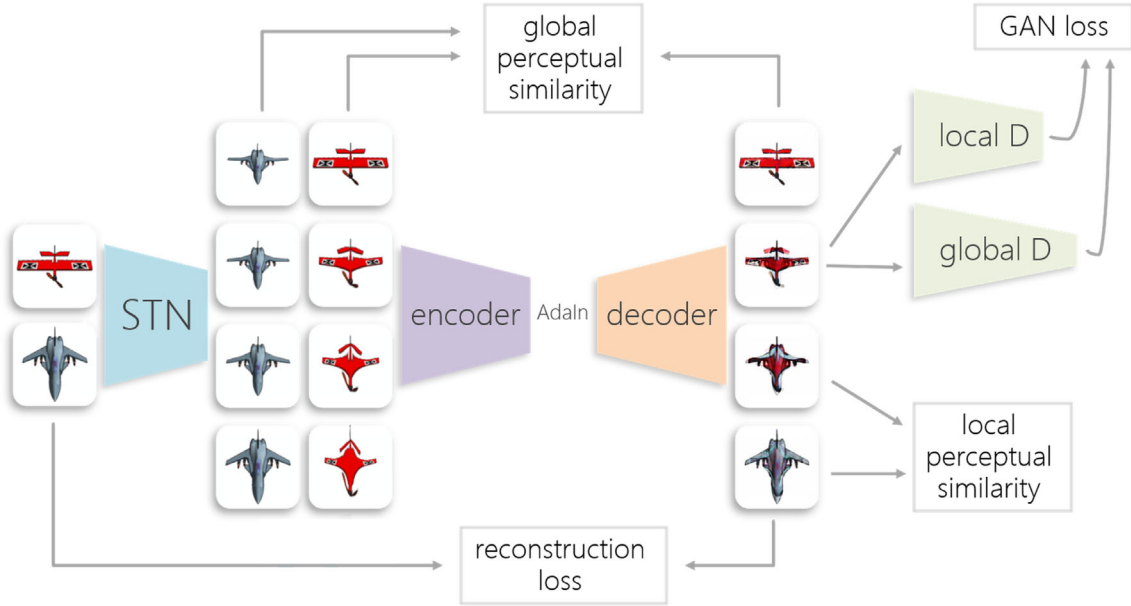 global
perceptual
similarity
GAN loss
local D
global D
STN
encoder
AdaIn
decoder
local
perceptual
similarity
reconstruction
loss